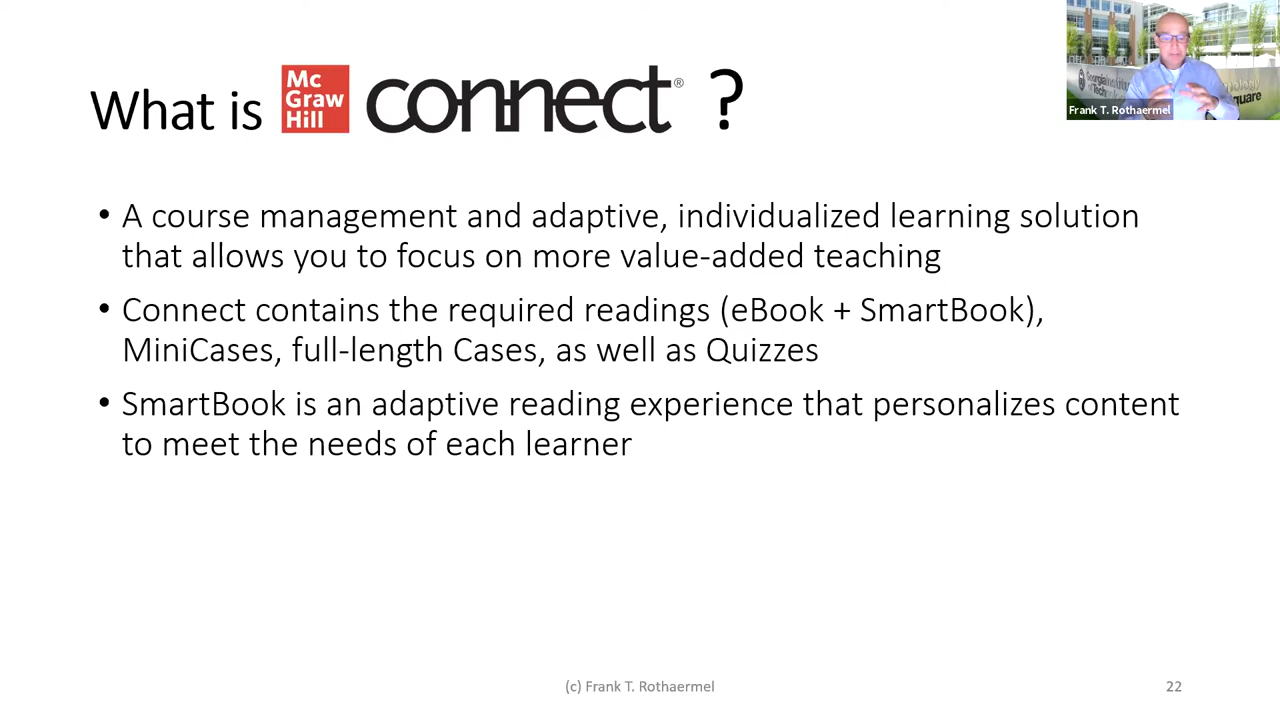 What is Mc Graw Hill connect® ?
• A course management and adaptive, individualized learning solution
that allows you to focus on more value-added teaching
• Connect contains the required readings (eBook + SmartBook),
MiniCases, full-length Cases, as well as Quizzes
• SmartBook is an adaptive reading experience that personalizes content
to meet the needs of each learner
Frank T. Rothaermel
(c) Frank T. Rothaermel
22